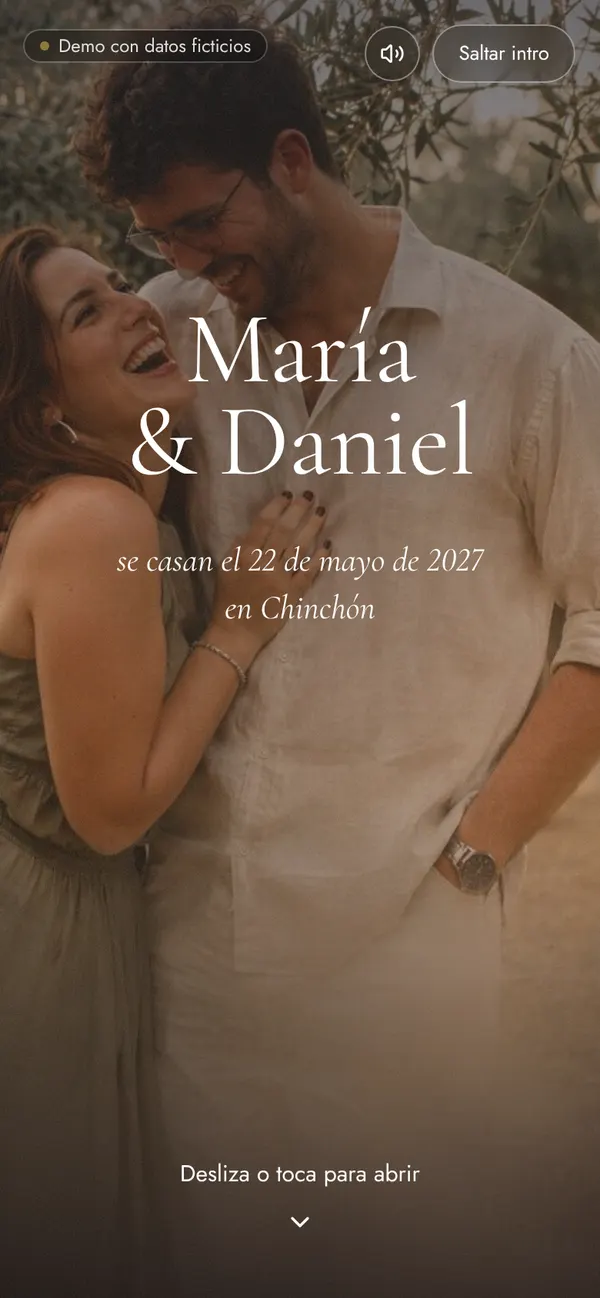 Demo con datos ficticios
Saltar intro
María
& Daniel
se casan el 22 de mayo de 2027
en Chinchón
Desliza o toca para abrir